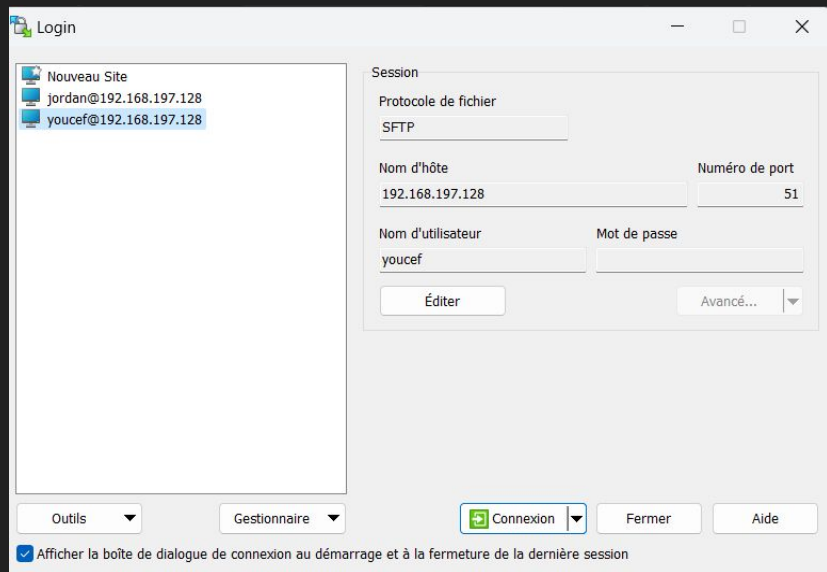 Login
Nouveau Site
jordan@192.168.197.128
youcef@192.168.197.128
Session
Protocole de fichier
SFTP
Nom d'hôte Numéro de port
192.168.197.128 51
Nom d'utilisateur Mot de passe
youcef
Éditer Avancé...
Outils Gestionnaire Connexion Fermer Aide
Afficher la boîte de dialogue de connexion au démarrage et à la fermeture de la dernière session